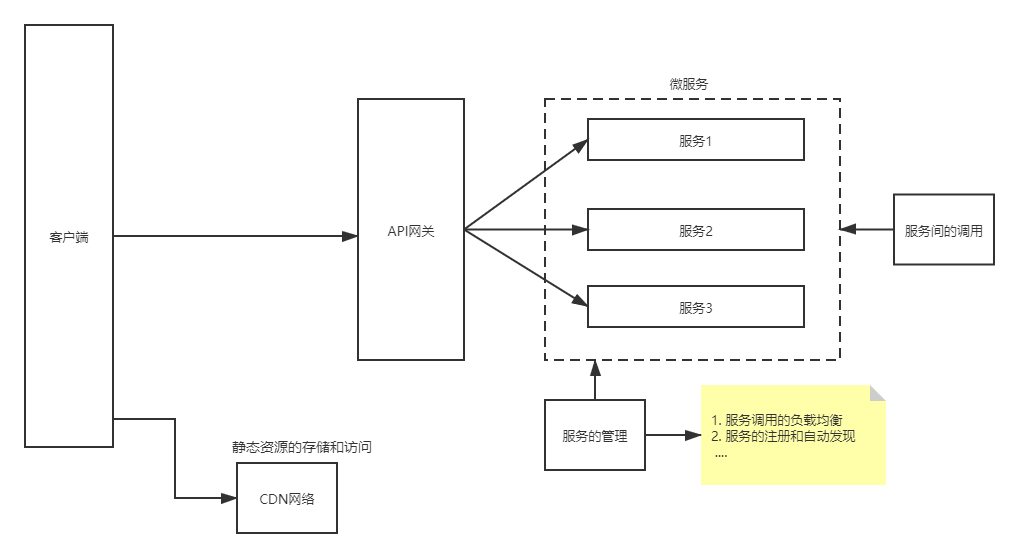 微服务
服务1
客户端
API网关
服务2
服务间的调用
服务3
服务的管理
1. 服务调用的负载均衡
2. 服务的注册和自动发现
....
静态资源的存储和访问
CDN网络